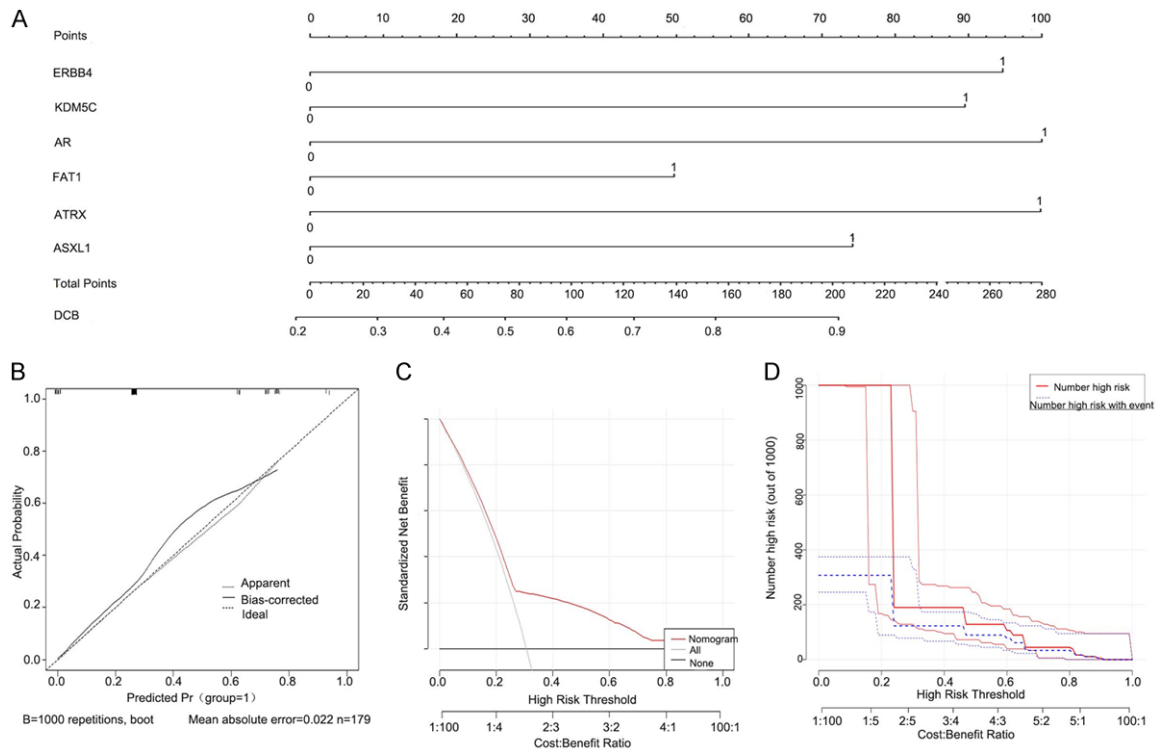 A
Points
0 10 20 30 40 50 60 70 80 90 100
ERBB4
0 1
KDM5C
0 1
AR
0 1
FAT1
0 1
ATRX
0 1
ASXL1
0 1
Total Points
0 20 40 60 80 100 120 140 160 180 200 220 240 260 280
DCB
0.2 0.3 0.4 0.5 0.6 0.7 0.8 0.9
B
Actual Probability
1.0
0.8
0.6
0.4
0.2
0.0
Apparent
Bias-corrected
Ideal
0.0 0.2 0.4 0.6 0.8 1.0
Predicted Pr（group=1）
B=1000 repetitions, boot Mean absolute error=0.022 n=179
C
Standardized Net Benefit
Nomogram
All
None
0.0 0.2 0.4 0.6 0.8 1.0
High Risk Threshold
1:100 1:4 2:3 3:2 4:1 100:1
Cost:Benefit Ratio
D
Number high risk (out of 1000)
1000
800
600
400
200
0
Number high risk
Number high risk with event
0.0 0.2 0.4 0.6 0.8 1.0
High Risk Threshold
1:100 1:5 2:5 3:4 4:3 5:2 5:1 100:1
Cost:Benefit Ratio